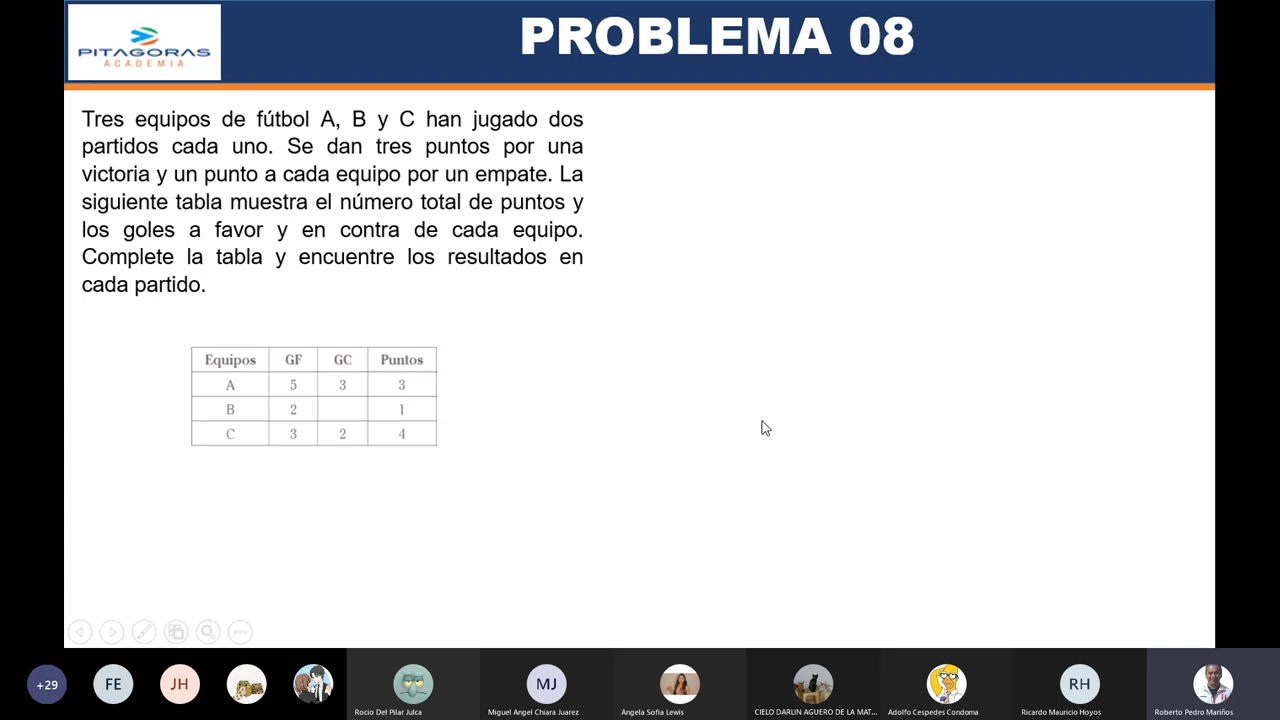 PITAGORAS
ACADEMIA
PROBLEMA 08
Tres equipos de fútbol A, B y C han jugado dos
partidos cada uno. Se dan tres puntos por una
victoria y un punto a cada equipo por un empate. La
siguiente tabla muestra el número total de puntos y
los goles a favor y en contra de cada equipo.
Complete la tabla y encuentre los resultados en
cada partido.
Equipos GF GC Puntos
A 5 3 3
B 2 1
C 3 2 4
+29 FE JH MJ RH
Rocio Del Pilar Julca Miguel Angel Chiara Juarez Angela Sofia Lewis CIELO DARLIN AGUERO DE LA MAT... Adolfo Cespedes Condoma Ricardo Mauricio Hoyos Roberto Pedro Mariños